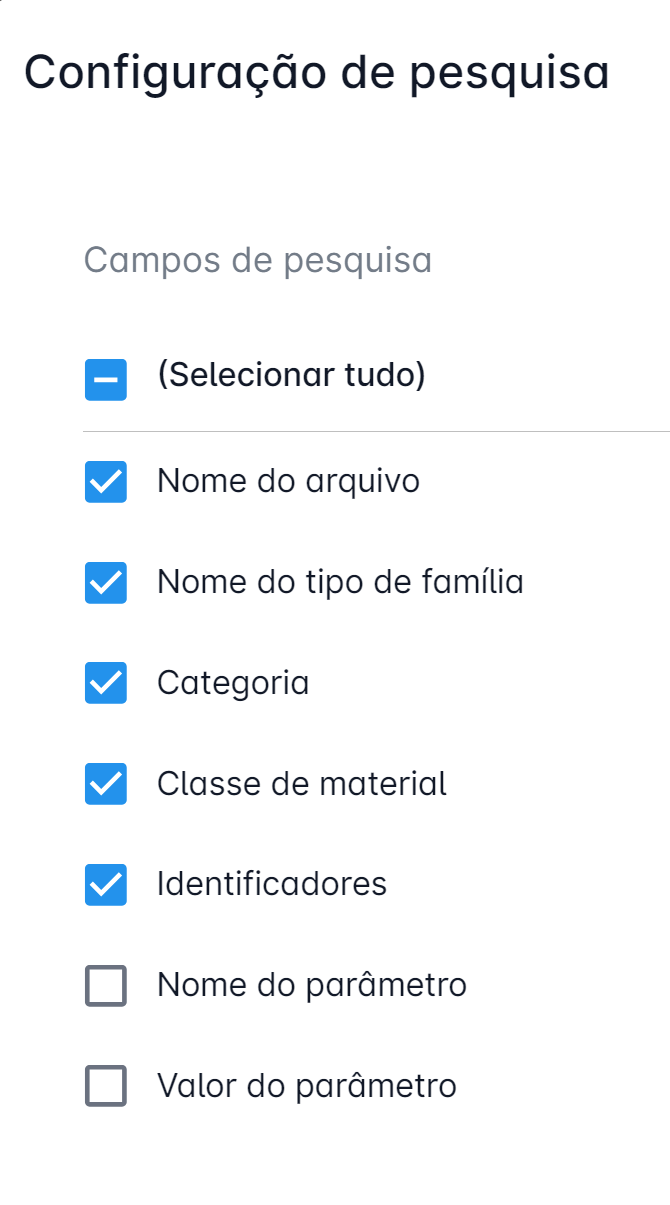 Configuração de pesquisa
Campos de pesquisa
(Selecionar tudo)
Nome do arquivo
Nome do tipo de família
Categoria
Classe de material
Identificadores
Nome do parâmetro
Valor do parâmetro